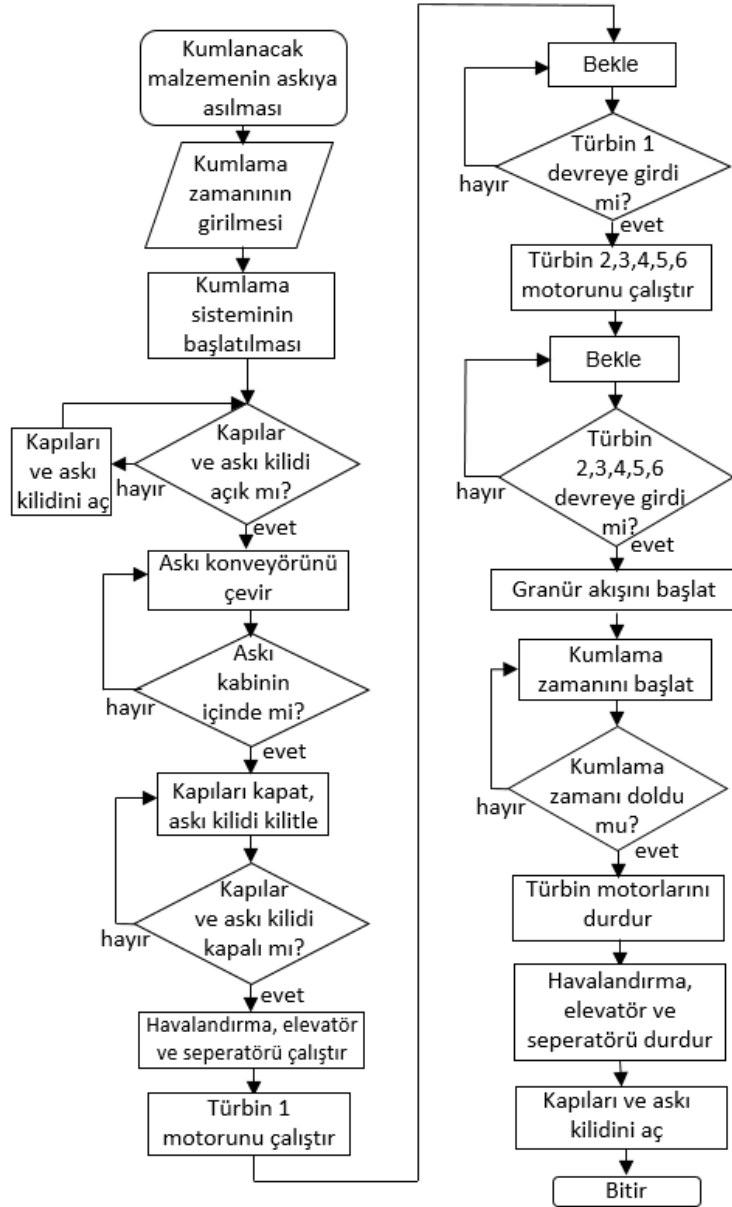 Kumlanacak
malzemenin askıya
asılması
Kumlama
zamanının
girilmesi
Kumlama
sisteminin
başlatılması
Kapıları
ve askı
kilidini aç
hayır
Kapılar
ve askı kilidi
açık mı?
evet
Askı konveyörünü
çevir
Askı
kabinin
içinde mi?
hayır
evet
Kapıları kapat,
askı kilidi kilitle
Kapılar
ve askı kilidi
kapalı mı?
hayır
evet
Havalandırma, elevatör
ve seperatörü çalıştır
Türbin 1
motorunu çalıştır
Bekle
Türbin 1
devreye girdi
mi?
hayır
evet
Türbin 2,3,4,5,6
motorunu çalıştır
Bekle
Türbin
2,3,4,5,6
devreye girdi
mi?
hayır
evet
Granür akışını başlat
Kumlama
zamanını başlat
Kumlama
zamanı doldu
mu?
hayır
evet
Türbin motorlarını
durdur
Havalandırma,
elevatör ve
seperatörü durdur
Kapıları ve askı
kilidini aç
Bitir